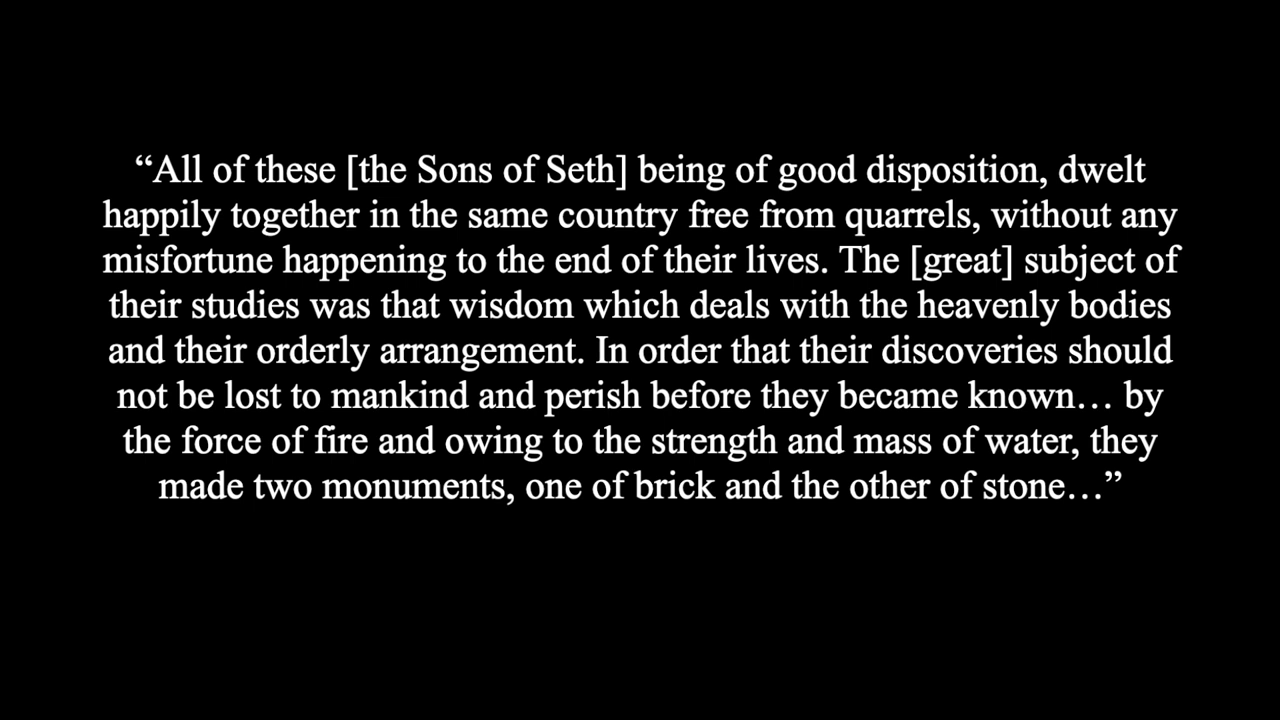 “All of these [the Sons of Seth] being of good disposition, dwelt
happily together in the same country free from quarrels, without any
misfortune happening to the end of their lives. The [great] subject of
their studies was that wisdom which deals with the heavenly bodies
and their orderly arrangement. In order that their discoveries should
not be lost to mankind and perish before they became known… by
the force of fire and owing to the strength and mass of water, they
made two monuments, one of brick and the other of stone…”